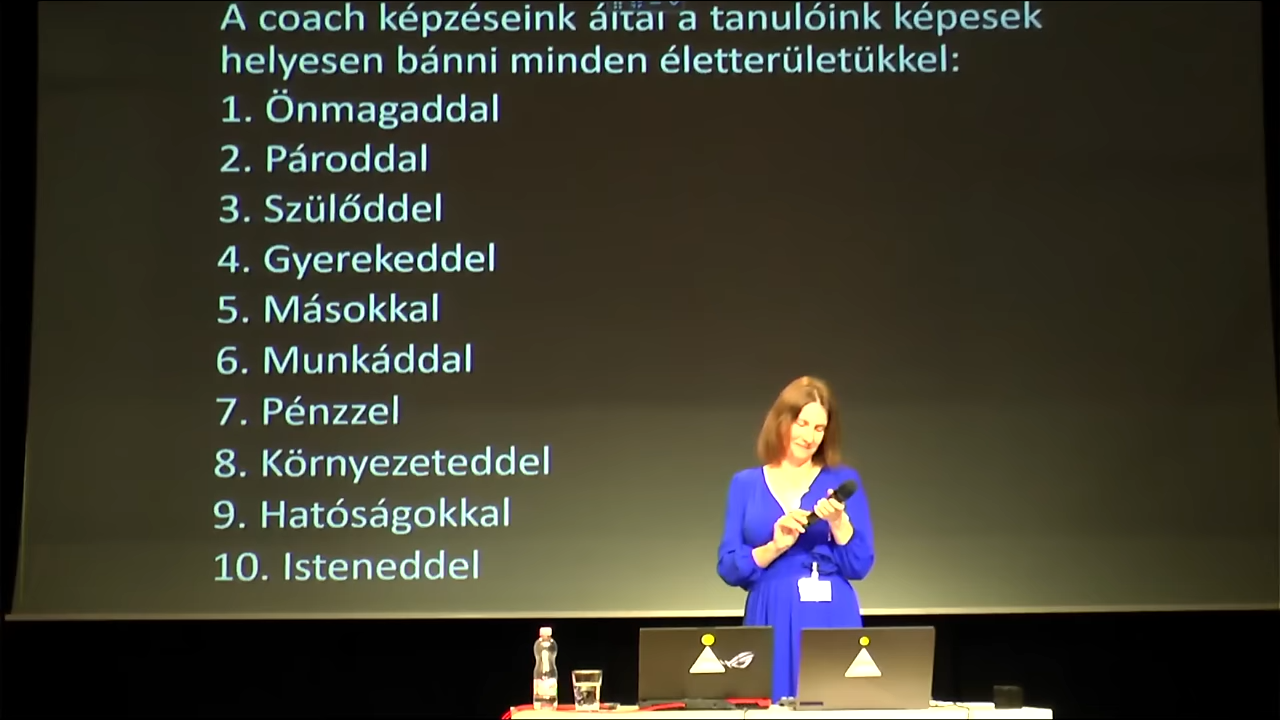 A coach képzéseink által a tanulóink képesek
helyesen bánni minden életterületükkel:
1. Önmagaddal
2. Pároddal
3. Szülőddel
4. Gyerekeddel
5. Másokkal
6. Munkáddal
7. Pénzzel
8. Környezeteddel
9. Hatóságokkal
10. Isteneddel